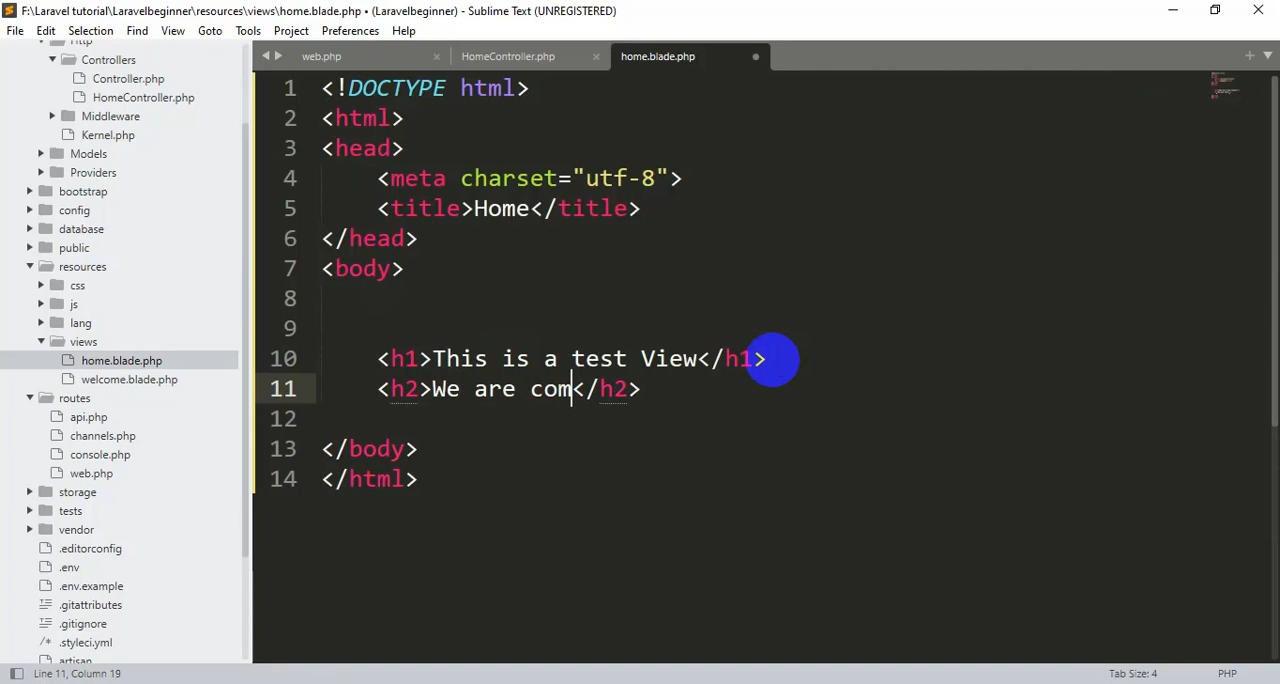 F:\Laravel tutorial\Laravelbeginner\resources\views\home.blade.php • (Laravelbeginner) - Sublime Text (UNREGISTERED)
File Edit Selection Find View Goto Tools Project Preferences Help
Http
Controllers
Controller.php
HomeController.php
Middleware
Kernel.php
Models
Providers
bootstrap
config
database
public
resources
css
js
lang
views
home.blade.php
welcome.blade.php
routes
api.php
channels.php
console.php
web.php
storage
tests
vendor
.editorconfig
.env
.env.example
.gitattributes
.gitignore
.styleci.yml
artisan
web.php HomeController.php home.blade.php
1 <!DOCTYPE html>
2 <html>
3 <head>
4 <meta charset="utf-8">
5 <title>Home</title>
6 </head>
7 <body>
8
9
10 <h1>This is a test View</h1>
11 <h2>We are com</h2>
12
13 </body>
14 </html>
Line 11, Column 19 Tab Size: 4 PHP